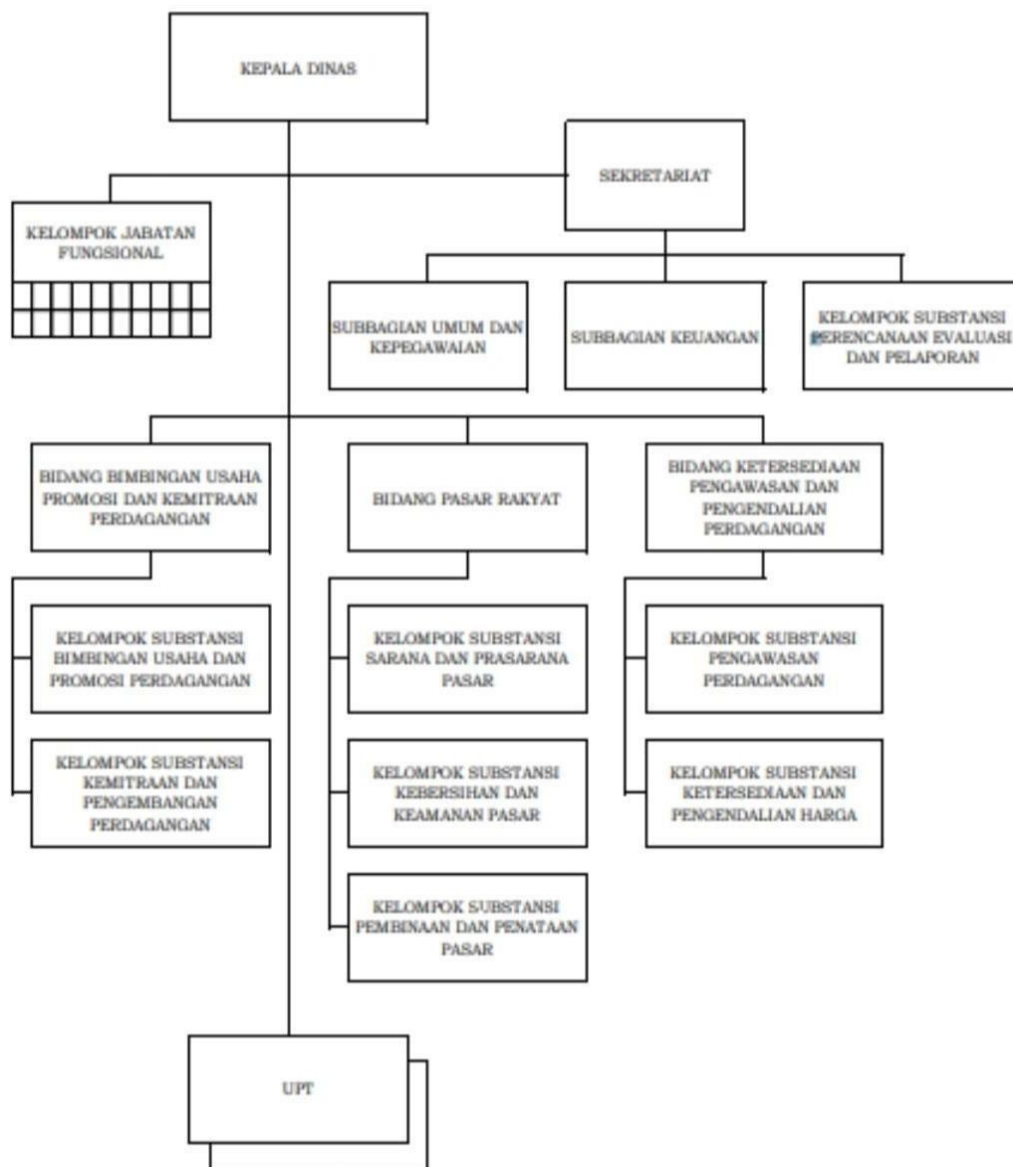 KEPALA DINAS
SEKRETARIAT
KELOMPOK JABATAN
FUNGSIONAL
SUBBAGIAN UMUM DAN
KEPEGAWAIAN
SUBBAGIAN KEUANGAN
KELOMPOK SUBSTANSI
PERENCANAAN EVALUASI
DAN PELAPORAN
BIDANG BIMBINGAN USAHA
PROMOSI DAN KEMITRAAN
PERDAGANGAN
BIDANG PASAR RAKYAT
BIDANG KETERSEDIAAN
PENGAWASAN DAN
PENGENDALIAN
PERDAGANGAN
KELOMPOK SUBSTANSI
BIMBINGAN USAHA DAN
PROMOSI PERDAGANGAN
KELOMPOK SUBSTANSI
SARANA DAN PRASARANA
PASAR
KELOMPOK SUBSTANSI
PENGAWASAN
PERDAGANGAN
KELOMPOK SUBSTANSI
KEMITRAAN DAN
PENGEMBANGAN
PERDAGANGAN
KELOMPOK SUBSTANSI
KEBERSIHAN DAN
KEAMANAN PASAR
KELOMPOK SUBSTANSI
KETERSEDIAAN DAN
PENGENDALIAN HARGA
KELOMPOK SUBSTANSI
PEMBINAAN DAN PENATAAN
PASAR
UPT